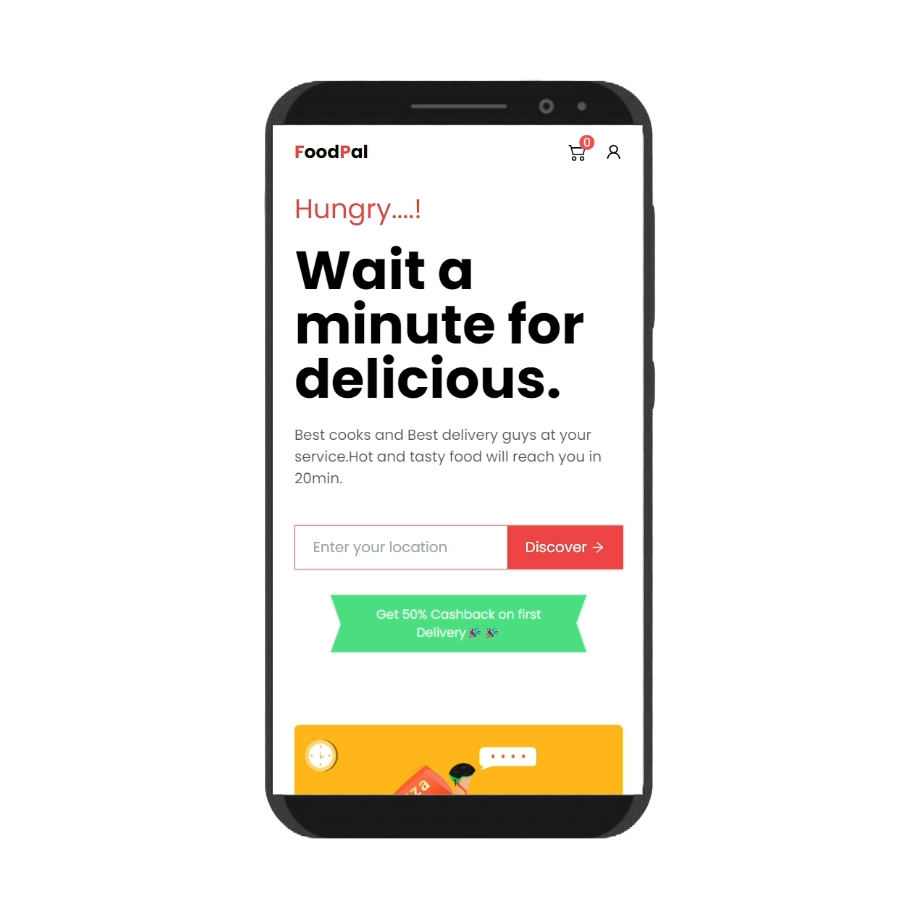 FoodPal
0
Hungry....!
Wait a
minute for
delicious.
Best cooks and Best delivery guys at your
service.Hot and tasty food will reach you in
20min.
Enter your location
Discover →
Get 50% Cashback on first
Delivery🎉 🎉